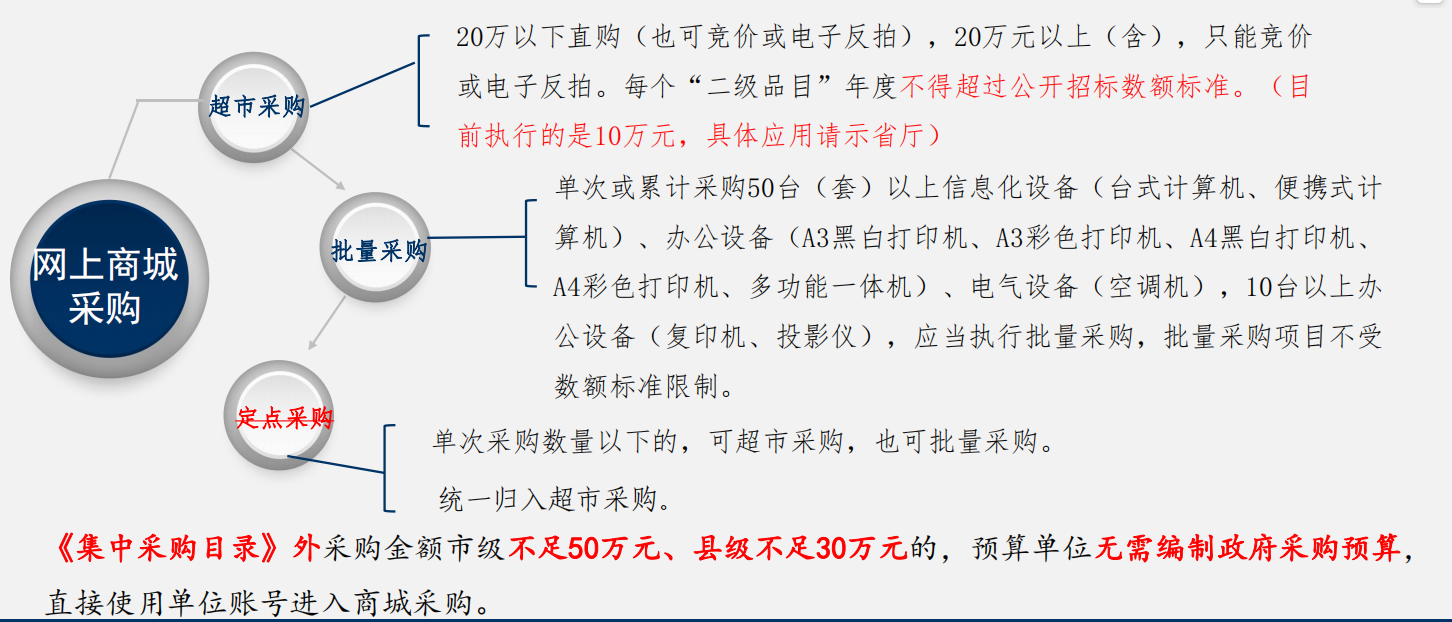 20万以下直购（也可竞价或电子反拍），20万元以上（含），只能竞价
或电子反拍。每个“二级品目”年度不得超过公开招标数额标准。（目
前执行的是10万元，具体应用请示省厅）
超市采购
单次或累计采购50台（套）以上信息化设备（台式计算机、便携式计
算机）、办公设备（A3黑白打印机、A3彩色打印机、A4黑白打印机、
A4彩色打印机、多功能一体机）、电气设备（空调机），10台以上办
公设备（复印机、投影仪），应当执行批量采购，批量采购项目不受
数额标准限制。
批量采购
网上商城
采购
定点采购
单次采购数量以下的，可超市采购，也可批量采购。
统一归入超市采购。
《集中采购目录》外采购金额市级不足50万元、县级不足30万元的，预算单位无需编制政府采购预算，
直接使用单位账号进入商城采购。